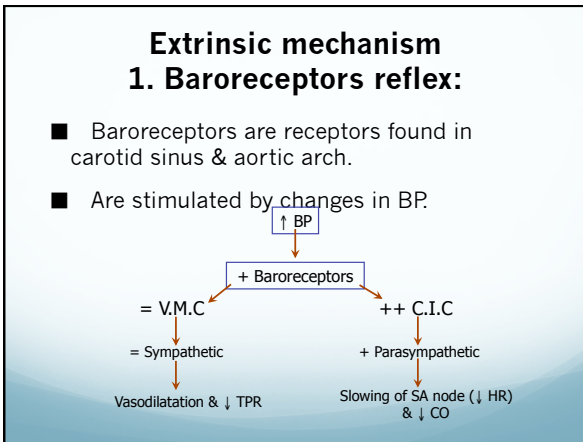 Extrinsic mechanism
1. Baroreceptors reflex:
■ Baroreceptors are receptors found in
carotid sinus & aortic arch.
■ Are stimulated by changes in BP.
↑ BP
+ Baroreceptors
= V.M.C
++ C.I.C
= Sympathetic
+ Parasympathetic
Vasodilatation & ↓ TPR
Slowing of SA node (↓ HR)
& ↓ CO